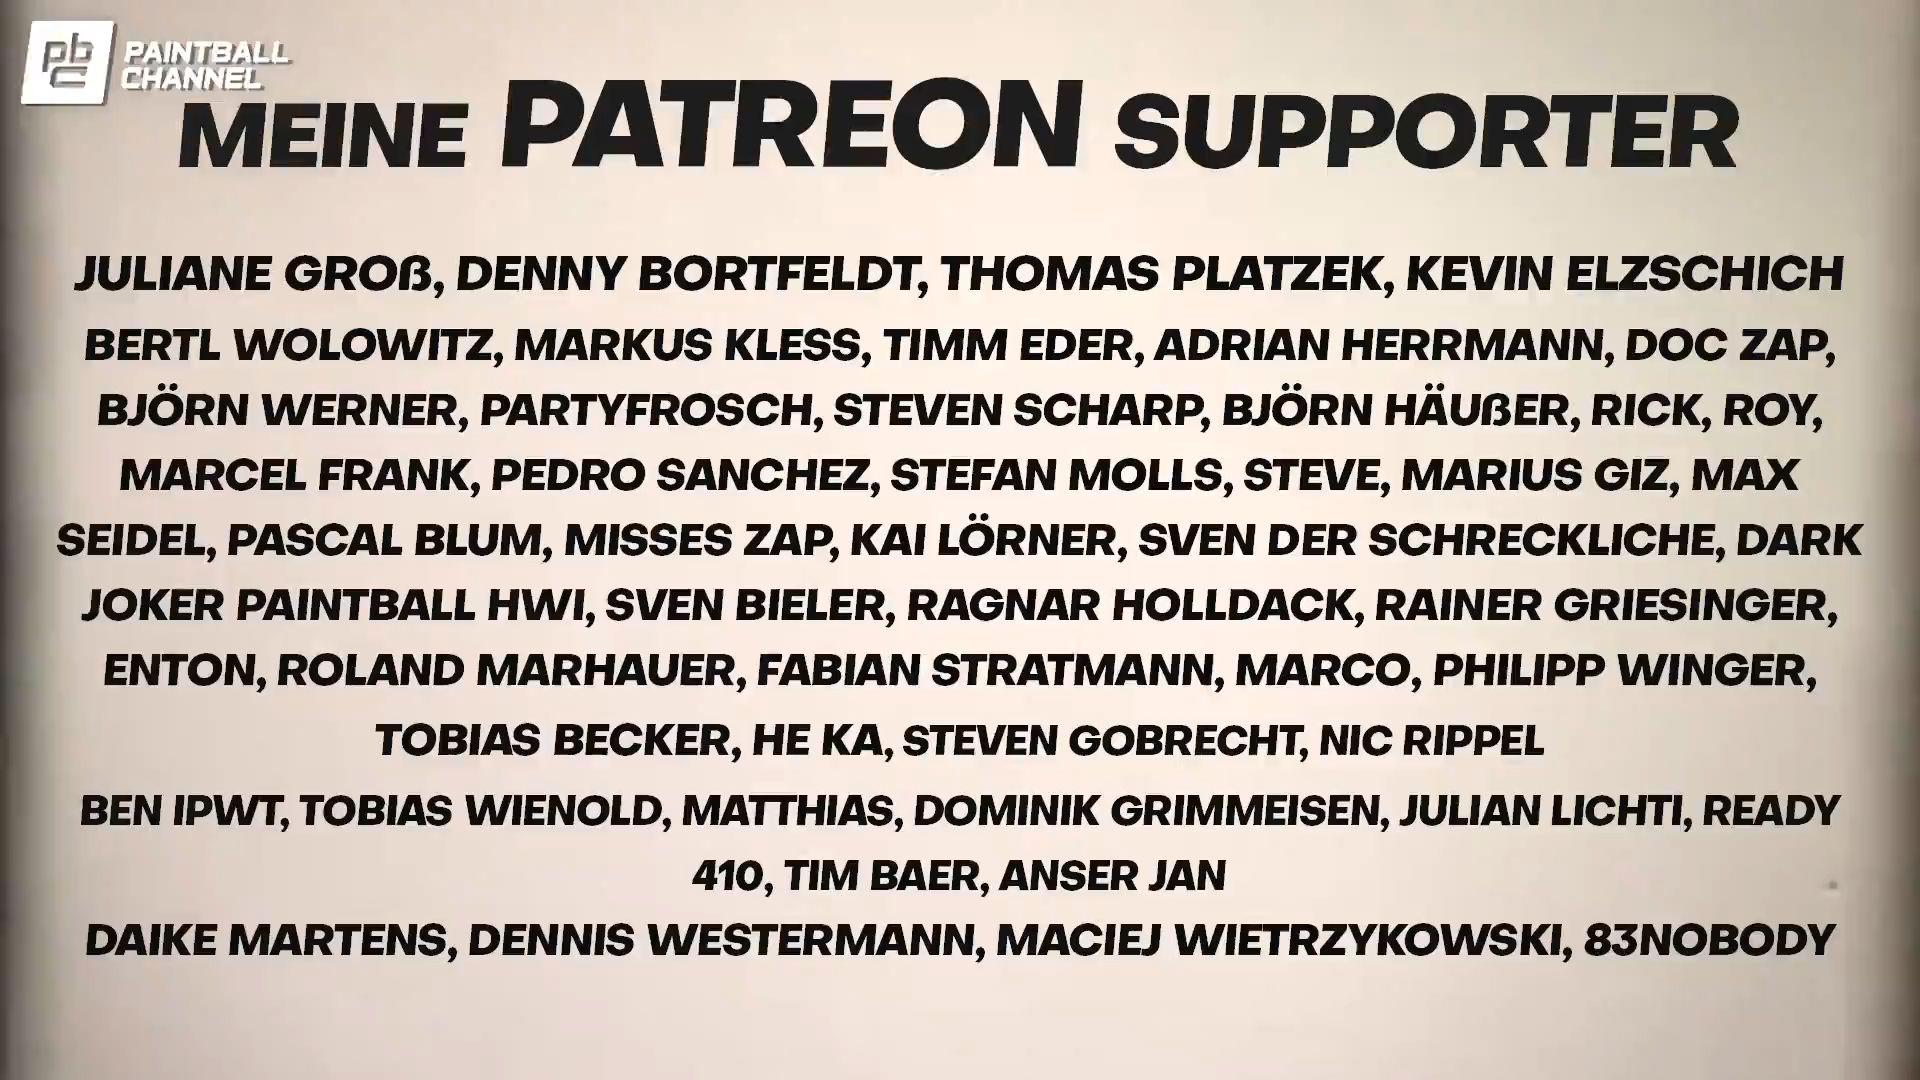 pbc PAINTBALL
CHANNEL
MEINE PATREON SUPPORTER
JULIANE GROß, DENNY BORTFELDT, THOMAS PLATZEK, KEVIN ELZSCHICH
BERTL WOLOWITZ, MARKUS KLESS, TIMM EDER, ADRIAN HERRMANN, DOC ZAP,
BJÖRN WERNER, PARTYFROSCH, STEVEN SCHARP, BJÖRN HÄUßER, RICK, ROY,
MARCEL FRANK, PEDRO SANCHEZ, STEFAN MOLLS, STEVE, MARIUS GIZ, MAX
SEIDEL, PASCAL BLUM, MISSES ZAP, KAI LÖRNER, SVEN DER SCHRECKLICHE, DARK
JOKER PAINTBALL HWI, SVEN BIELER, RAGNAR HOLLDACK, RAINER GRIESINGER,
ENTON, ROLAND MARHAUER, FABIAN STRATMANN, MARCO, PHILIPP WINGER,
TOBIAS BECKER, HE KA, STEVEN GOBRECHT, NIC RIPPEL
BEN IPWT, TOBIAS WIENOLD, MATTHIAS, DOMINIK GRIMMEISEN, JULIAN LICHTI, READY
410, TIM BAER, ANSER JAN
DAIKE MARTENS, DENNIS WESTERMANN, MACIEJ WIETRZYKOWSKI, 83NOBODY